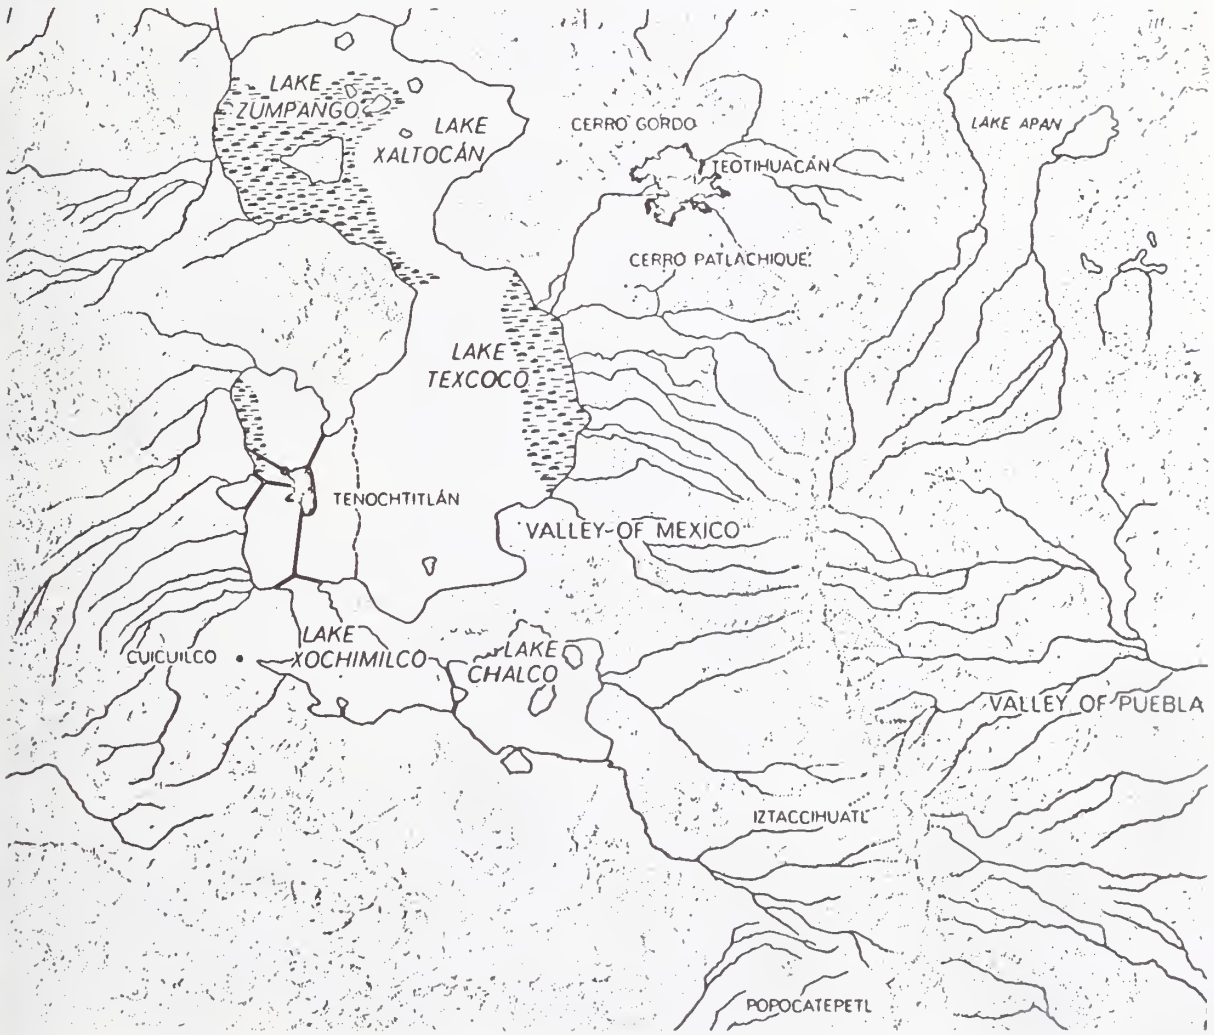 LAKE
ZUMPANGO
LAKE
XALTOCÁN
CERRO GORDO
LAKE APAN
TEOTIHUACÁN
CERRO PATLACHIQUE
LAKE
TEXCOCO
TENOCHTITLÁN
VALLEY OF MEXICO
CUICUILCO
LAKE
XOCHIMILCO
LAKE
CHALCO
VALLEY OF PUEBLA
IZTACCIHUATL
POPOCATEPETL